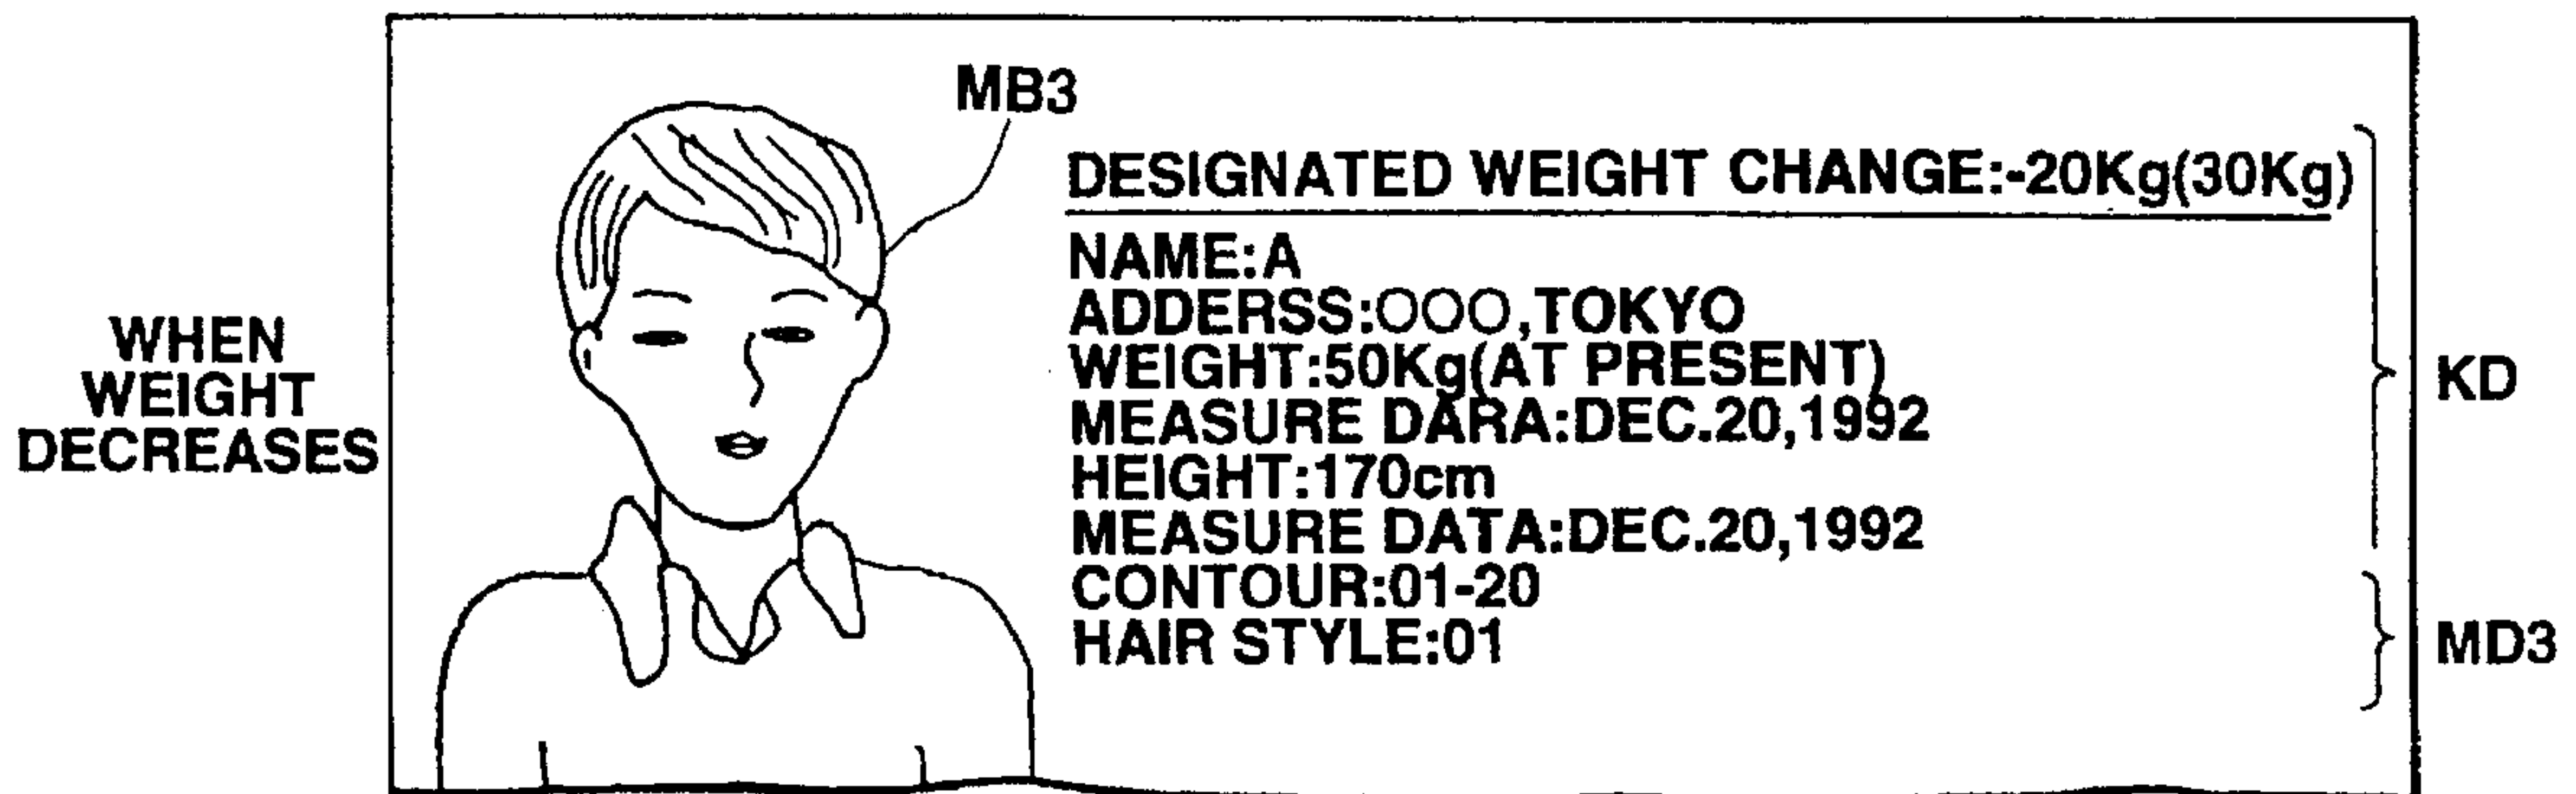 MB3
DESIGNATED WEIGHT CHANGE:-20Kg(30Kg)
NAME:A
ADDERSS:○○○,TOKYO
WEIGHT:50Kg(AT PRESENT)
MEASURE DARA:DEC.20,1992
HEIGHT:170cm
MEASURE DATA:DEC.20,1992
CONTOUR:01-20
HAIR STYLE:01
WHEN
WEIGHT
DECREASES
KD
MD3